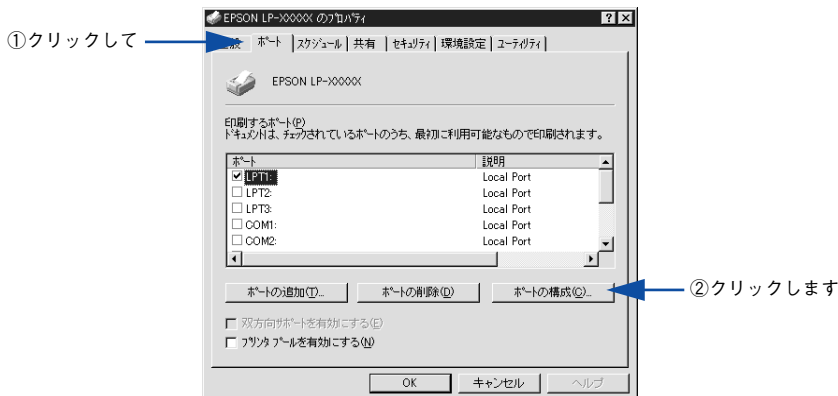 EPSON LP-XXXXX のプロパティ
①クリックして
ポート スケジュール 共有 セキュリティ 環境設定 ユーティリティ
EPSON LP-XXXXX
印刷するポート(P)
ドキュメントは、チェックされているポートのうち、最初に利用可能なもので印刷されます。
ポート 説明
LPT1: Local Port
LPT2: Local Port
LPT3: Local Port
COM1: Local Port
COM2: Local Port
ポートの追加(T)... ポートの削除(D) ポートの構成(C)...
②クリックします
双方向サポートを有効にする(E)
プリンタ プールを有効にする(N)
OK キャンセル ヘルプ